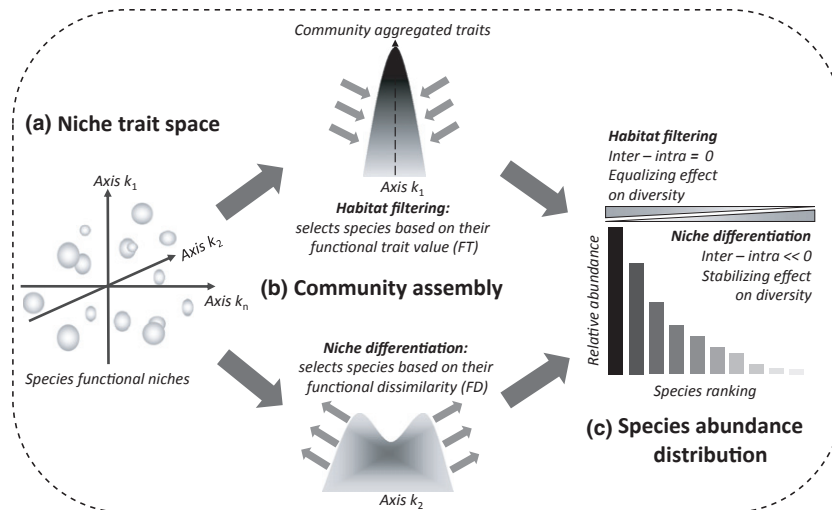 (a) Niche trait space
Axis k1
Axis k2
Axis kn
Species functional niches
Community aggregated traits
Axis k1
Habitat filtering:
selects species based on their
functional trait value (FT)
(b) Community assembly
Niche differentiation:
selects species based on their
functional dissimilarity (FD)
Axis k2
Habitat filtering
Inter – intra = 0
Equalizing effect
on diversity
Niche differentiation
Inter – intra << 0
Stabilizing effect
on diversity
Relative abundance
Species ranking
(c) Species abundance
distribution